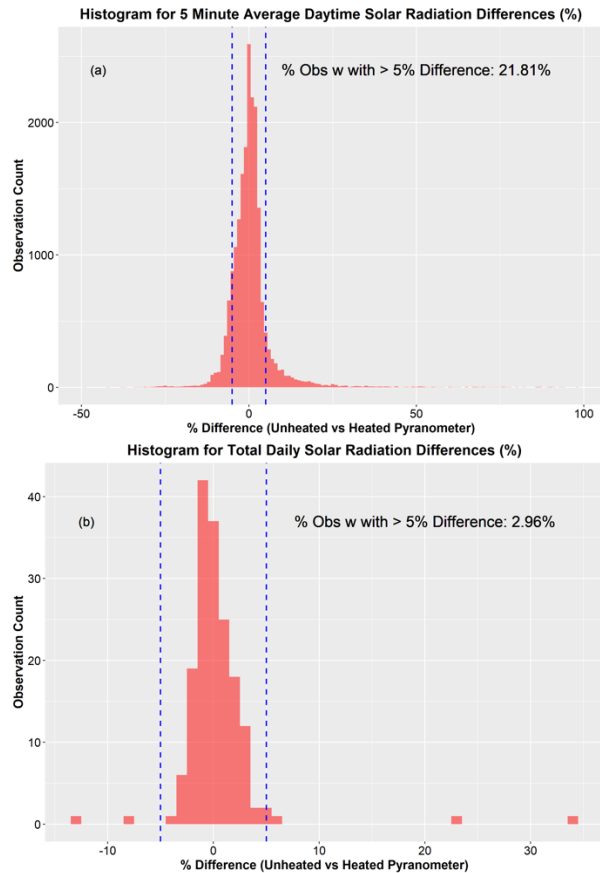 Histogram for 5 Minute Average Daytime Solar Radiation Differences (%)
(a)
% Obs w with > 5% Difference: 21.81%
2000
1000
0
Observation Count
-50
0
50
100
% Difference (Unheated vs Heated Pyranometer)
Histogram for Total Daily Solar Radiation Differences (%)
(b)
% Obs w with > 5% Difference: 2.96%
40
30
20
10
0
Observation Count
-10
0
10
20
30
% Difference (Unheated vs Heated Pyranometer)